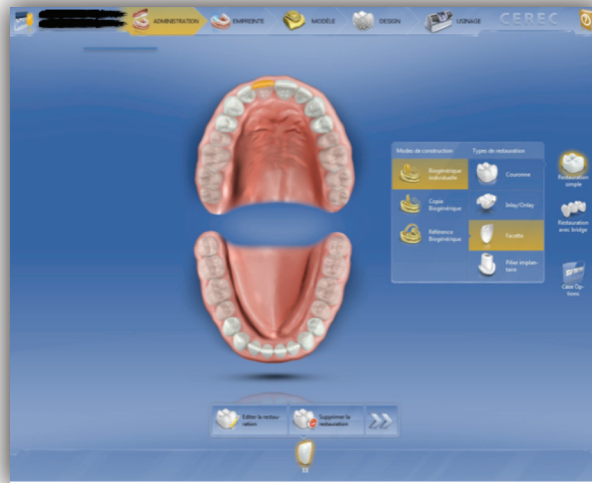 ADMINISTRATION
EMPREINTE
MODÈLE
DESIGN
USINAGE
CEREC
Modes de construction
Types de restauration
Biogénérique
individuelle
Couronne
Copie
Biogénérique
Inlay/Onlay
Référence
Biogénérique
Facette
Pilier implan-
taire
Restauration
simple
Restauration
avec bridge
Case Op-
tions
Editer la restau-
ration
Supprimer la
restauration